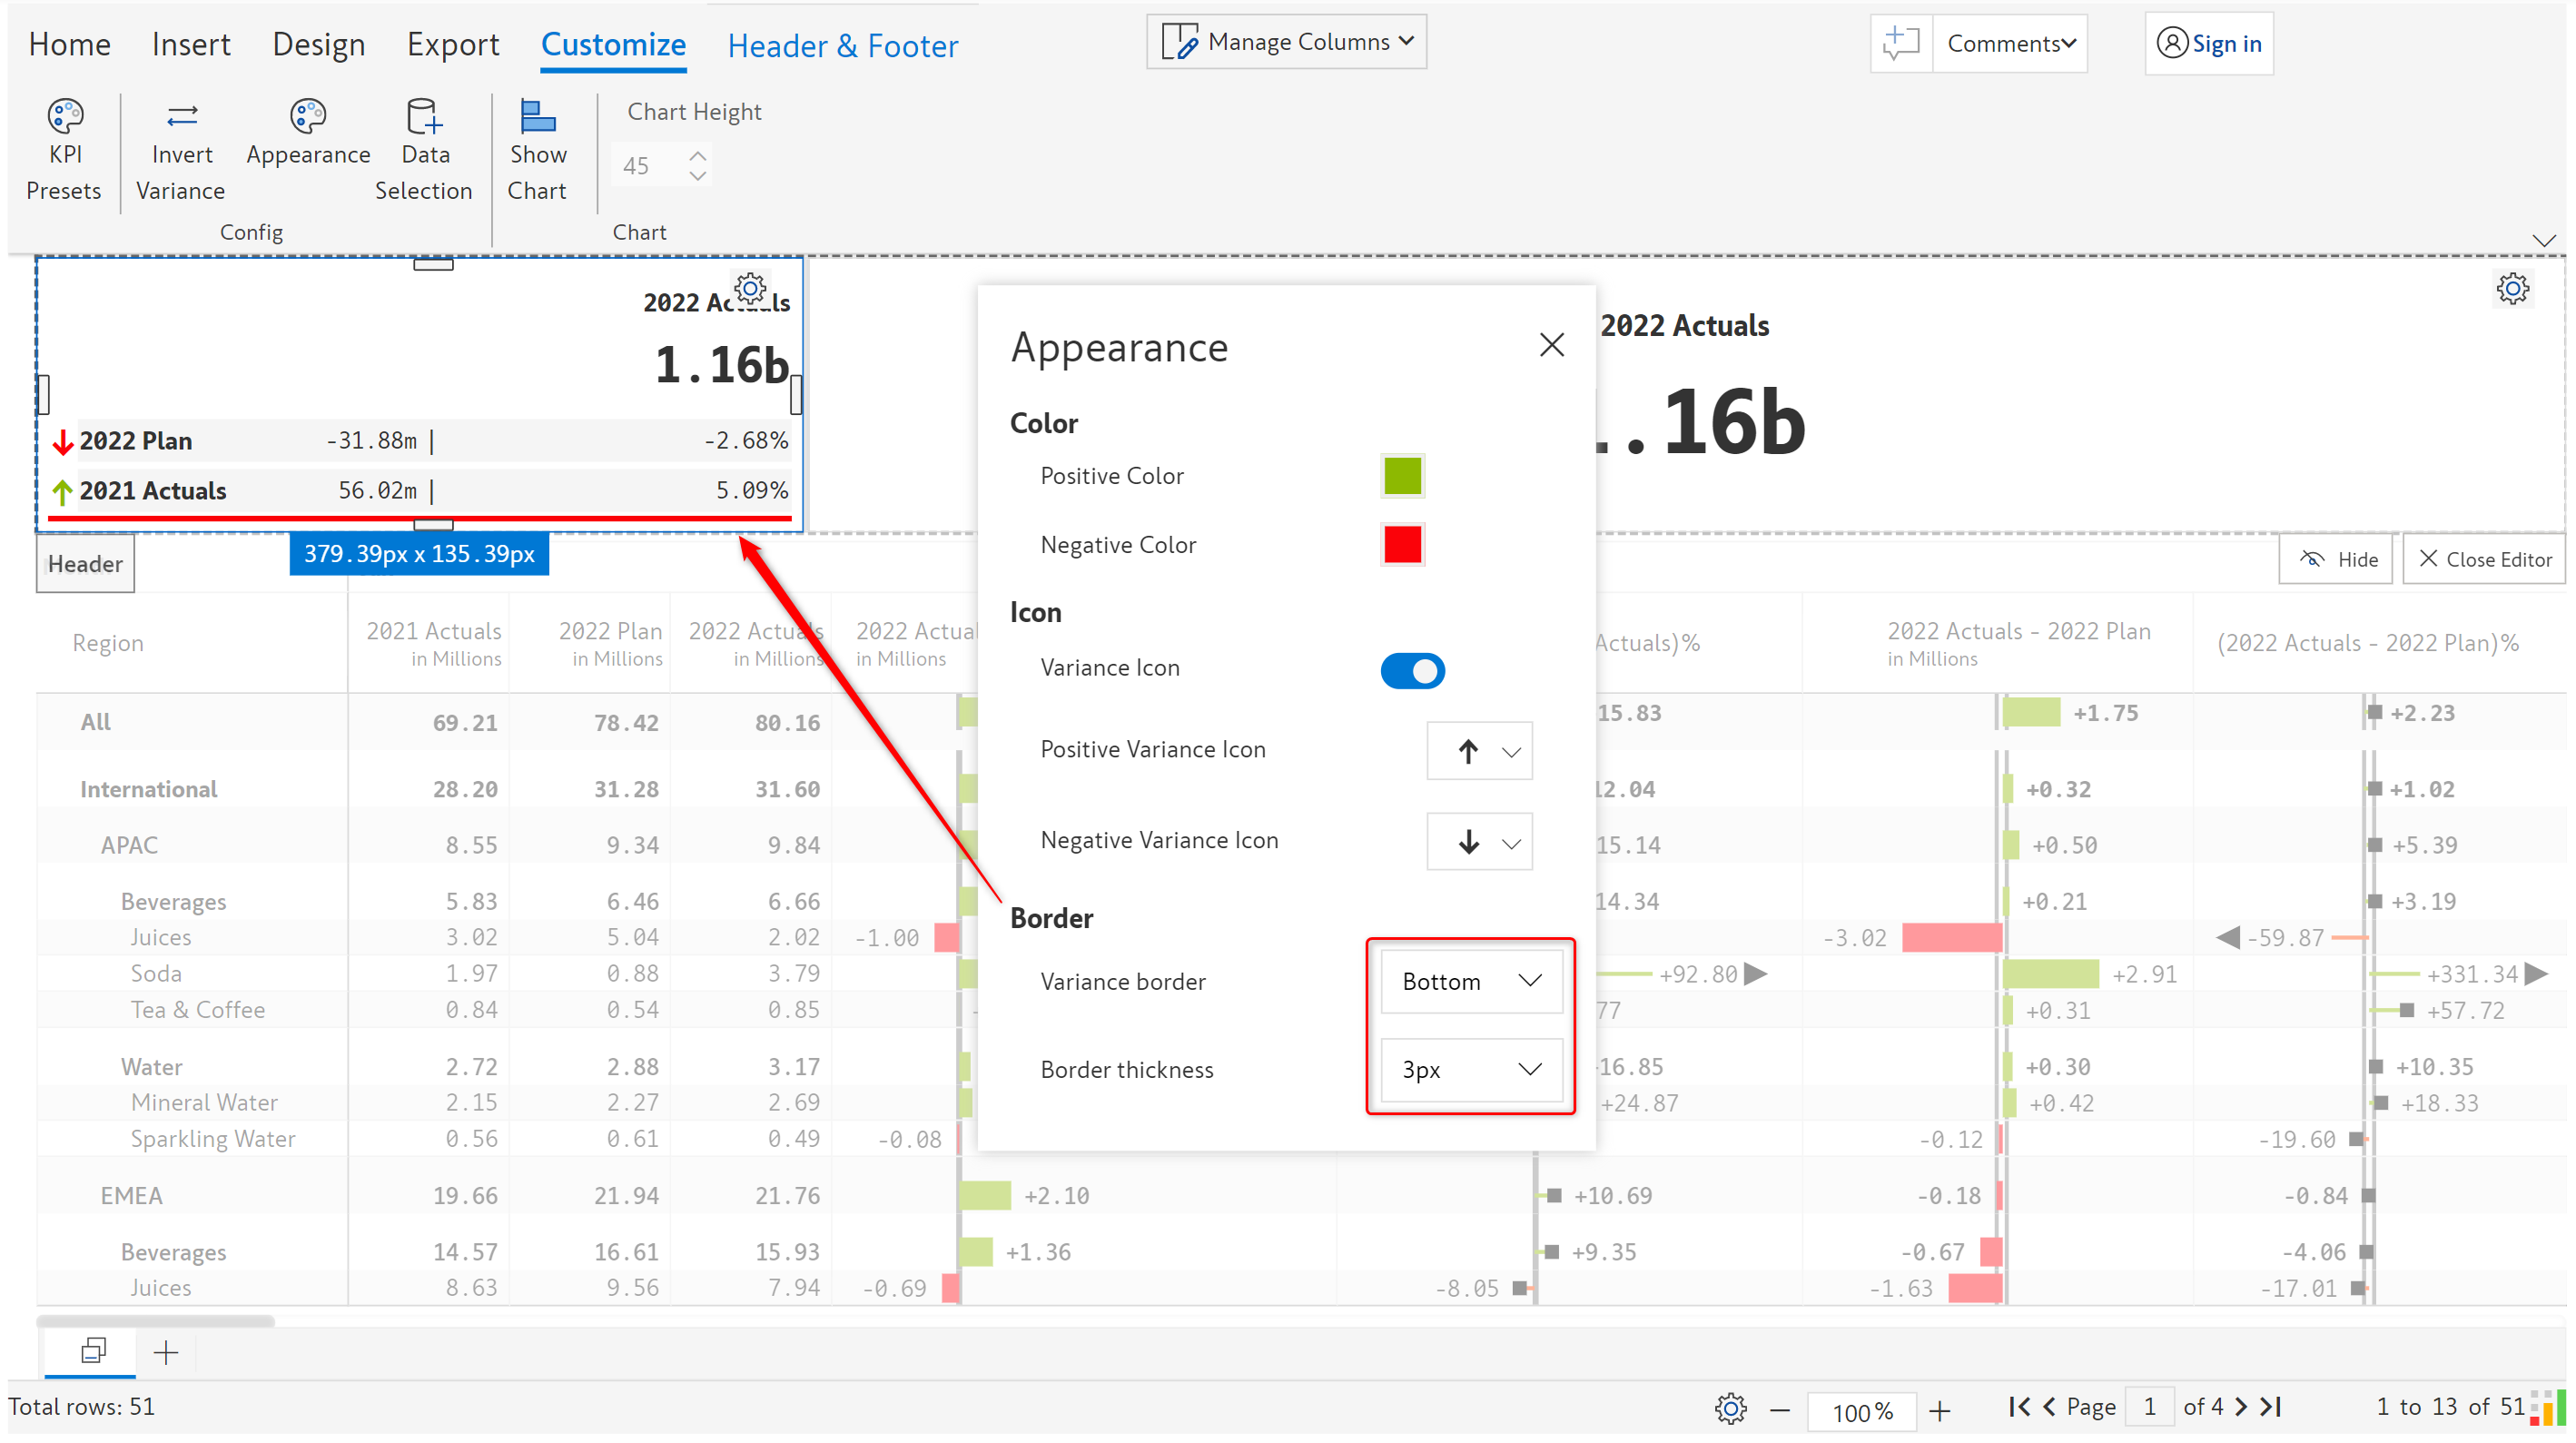 Home Insert Design Export Customize Header & Footer Manage Columns Comments Sign in
KPI Presets
Invert Variance
Appearance
Data Selection
Show Chart
Chart Height
45
Config
Chart
2022 Ac als
1.16b
2022 Plan -31.88m | -2.68%
2021 Actuals 56.02m | 5.09%
379.39px x 135.39px
Header
2022 Actuals
.16b
Hide
Close Editor
Appearance
Color
Positive Color
Negative Color
Icon
Variance Icon
Positive Variance Icon
Negative Variance Icon
Border
Variance border Bottom
Border thickness 3px
Region
2021 Actuals
in Millions
2022 Plan
in Millions
2022 Actuals
in Millions
2022 Actual
in Millions
Actuals)%
2022 Actuals - 2022 Plan
in Millions
(2022 Actuals - 2022 Plan)%
All 69.21 78.42 80.16 15.83 +1.75 +2.23
International 28.20 31.28 31.60 12.04 +0.32 +1.02
APAC 8.55 9.34 9.84 15.14 +0.50 +5.39
Beverages 5.83 6.46 6.66 14.34 +0.21 +3.19
Juices 3.02 5.04 2.02 -1.00 -3.02 -59.87
Soda 1.97 0.88 3.79 +92.80 +2.91 +331.34
Tea & Coffee 0.84 0.54 0.85 - 77 +0.31 +57.72
Water 2.72 2.88 3.17 16.85 +0.30 +10.35
Mineral Water 2.15 2.27 2.69 +24.87 +0.42 +18.33
Sparkling Water 0.56 0.61 0.49 -0.08 -0.12 -19.60
EMEA 19.66 21.94 21.76 +2.10 +10.69 -0.18 -0.84
Beverages 14.57 16.61 15.93 +1.36 +9.35 -0.67 -4.06
Juices 8.63 9.56 7.94 -0.69 -8.05 -1.63 -17.01
Total rows: 51
100%
Page 1 of 4
1 to 13 of 51